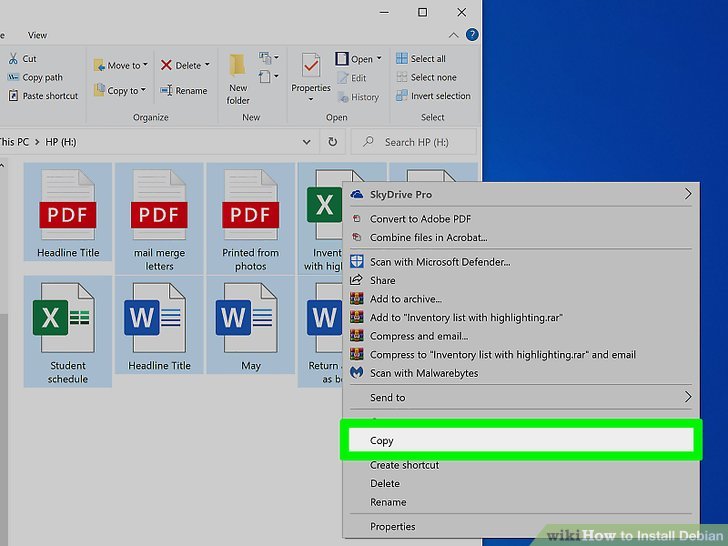 e
View
Cut
Copy path
Paste shortcut
Move to
Copy to
Delete
Rename
Organize
New
folder
New
Properties
Open
Edit
History
Open
Select all
Select none
Invert selection
Select
This PC > HP (H:)
Search HP (H:)
PDF
Headline Title
PDF
mail merge
letters
PDF
Printed from
photos
X
Invent
with highl
X
Student
schedule
W
Headline Title
W
May
W
Return
as b
SkyDrive Pro
Convert to Adobe PDF
Combine files in Acrobat...
Scan with Microsoft Defender...
Share
Add to archive...
Add to "Inventory list with highlighting.rar"
Compress and email...
Compress to "Inventory list with highlighting.rar" and email
Scan with Malwarebytes
Send to
Copy
Create shortcut
Delete
Rename
Properties
wikiHow to Install Debian